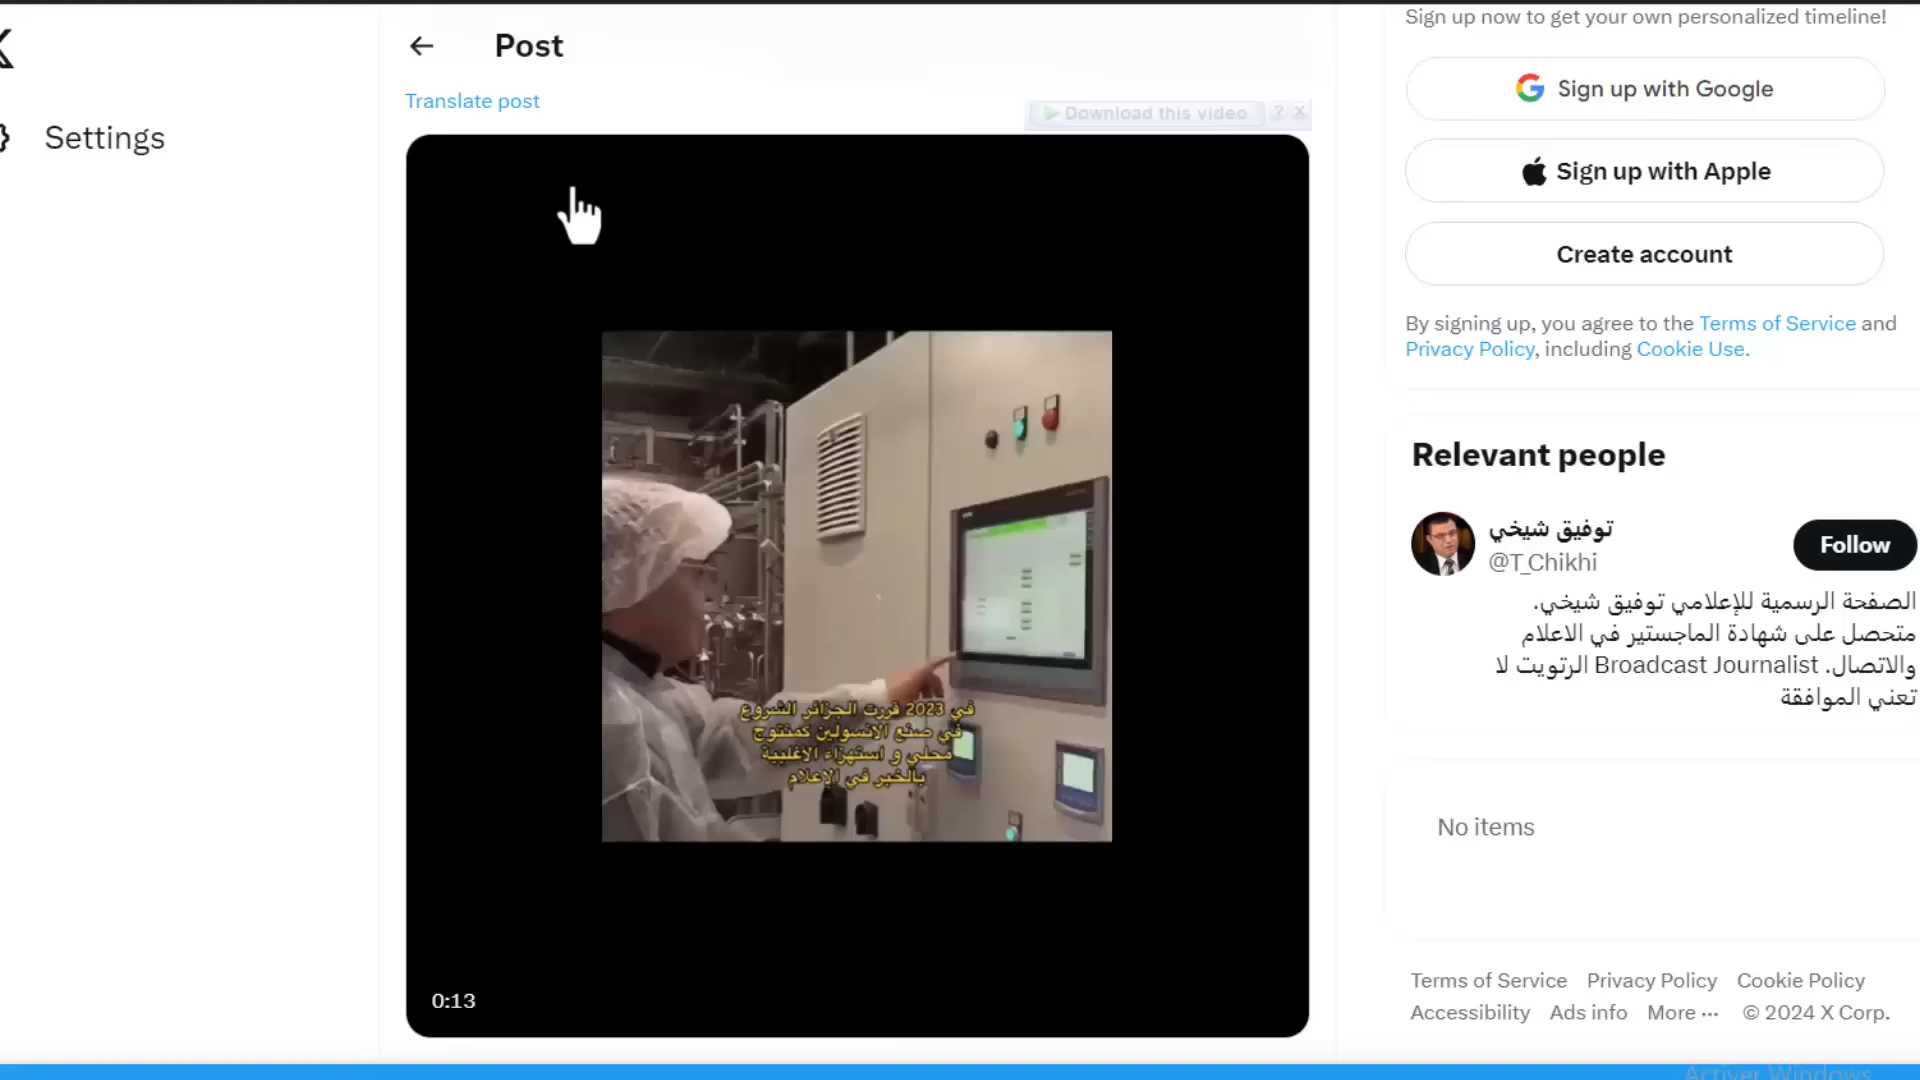 Settings
Post
Translate post
Download this video
في 2023 قررت الجزائر الشروع
في صنع الانسولين كمنتوج
محلي و استهزاء الاغلبية
بالخبر في الإعلام
0:13
Sign up now to get your own personalized timeline!
Sign up with Google
Sign up with Apple
Create account
By signing up, you agree to the Terms of Service and
Privacy Policy, including Cookie Use.
Relevant people
توفيق شيخي
@T_Chikhi
Follow
الصفحة الرسمية للإعلامي توفيق شيخي.
متحصل على شهادة الماجستير في الاعلام
والاتصال. Broadcast Journalist الرتويت لا
تعني الموافقة
No items
Terms of Service Privacy Policy Cookie Policy
Accessibility Ads info More ··· © 2024 X Corp.
Activer Windows